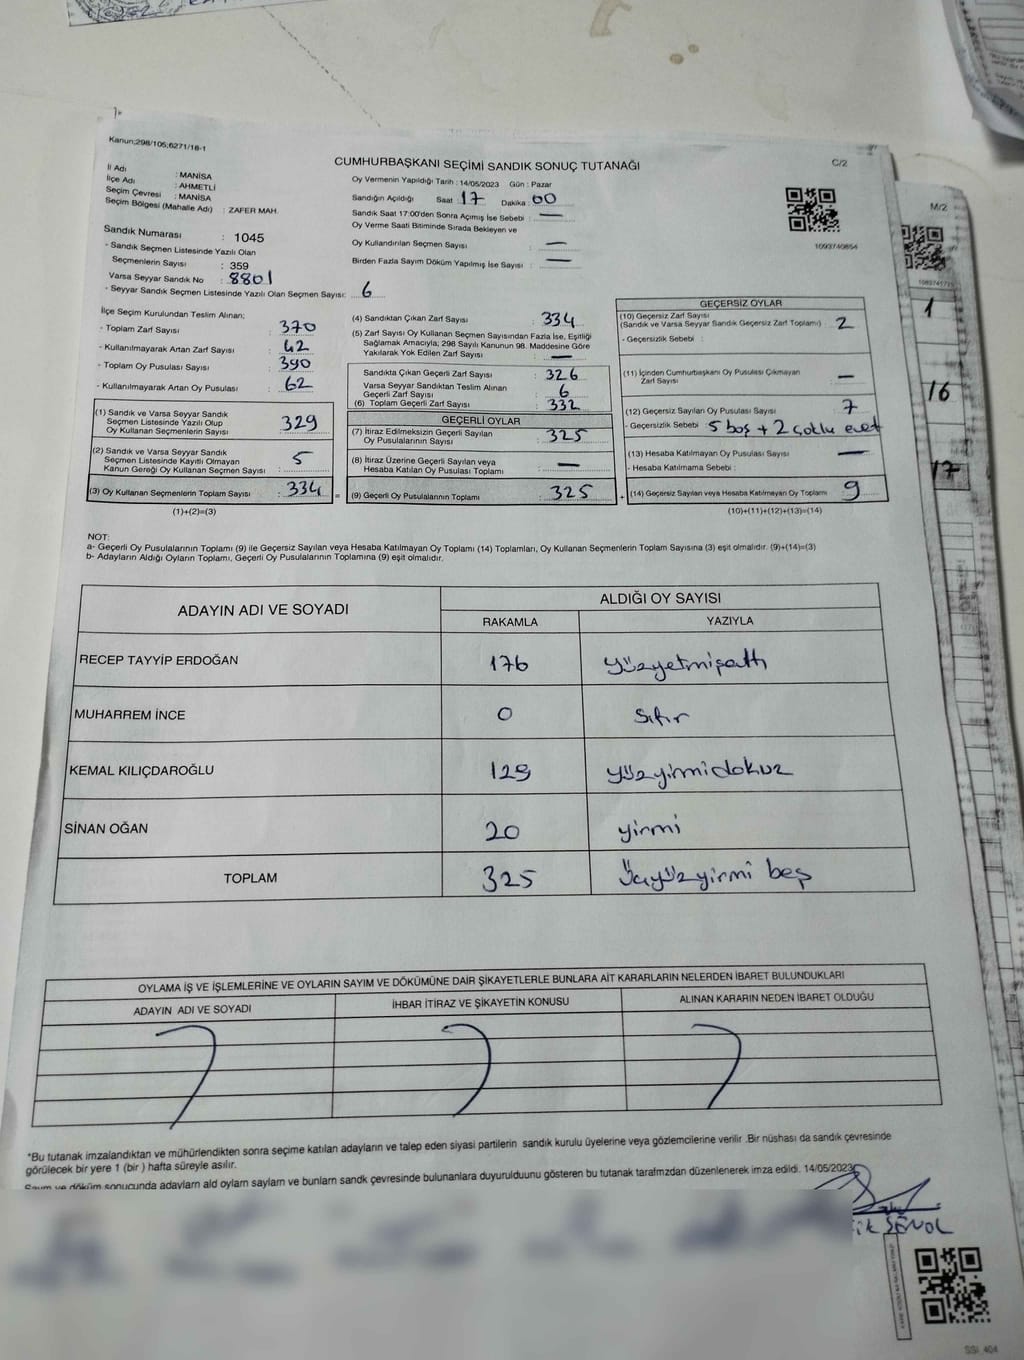 Kanun;298/105;6271/16-1
CUMHURBAŞKANI SEÇİMİ SANDIK SONUÇ TUTANAĞI
C/2
İl Adı : MANİSA
İlçe Adı : AHMETLİ
Seçim Çevresi : MANİSA
Seçim Bölgesi (Mahalle Adı) : ZAFER MAH.
Oy Vermenin Yapıldığı Tarih : 14/05/2023 Gün : Pazar
Sandığın Açıldığı Saat : 17 Dakika : 00
Sandık Saat 17:00'den Sonra Açımış İse Sebebi : —
Oy Verme Saati Bitiminde Sırada Bekleyen ve
Oy Kullandırılan Seçmen Sayısı : —
Birden Fazla Sayım Döküm Yapılmış İse Sayısı : —
1093740854
Sandık Numarası : 1045
- Sandık Seçmen Listesinde Yazılı Olan
Seçmenlerin Sayısı : 359
Varsa Seyyar Sandık No : 8801
- Seyyar Sandık Seçmen Listesinde Yazılı Olan Seçmen Sayısı: 6
İlçe Seçim Kurulundan Teslim Alınan;
- Toplam Zarf Sayısı : 370
- Kullanılmayarak Artan Zarf Sayısı : 42
- Toplam Oy Pusulası Sayısı : 390
- Kullanılmayarak Artan Oy Pusulası : 62
(1) Sandık ve Varsa Seyyar Sandık
Seçmen Listesinde Yazılı Olup
Oy Kullanan Seçmenlerin Sayısı : 329
(2) Sandık ve Varsa Seyyar Sandık
Seçmen Listesinde Kayıtlı Olmayan
Kanun Gereği Oy Kullanan Seçmen Sayısı : 5
(3) Oy Kullanan Seçmenlerin Toplam Sayısı : 334 =
(1)+(2)=(3)
(4) Sandıktan Çıkan Zarf Sayısı : 334
(5) Zarf Sayısı Oy Kullanan Seçmen Sayısından Fazla İse, Eşitliği
Sağlamak Amacıyla; 298 Sayılı Kanunun 98. Maddesine Göre
Yakılarak Yok Edilen Zarf Sayısı : —
Sandıkta Çıkan Geçerli Zarf Sayısı : 326
Varsa Seyyar Sandıktan Teslim Alınan
Geçerli Zarf Sayısı : 6
(6) Toplam Geçerli Zarf Sayısı : 332
GEÇERLİ OYLAR
(7) İtiraz Edilmeksizin Geçerli Sayılan
Oy Pusulalarının Sayısı : 325
(8) İtiraz Üzerine Geçerli Sayılan veya
Hesaba Katılan Oy Pusulası Toplamı : —
(9) Geçerli Oy Pusulalarının Toplamı : 325 +
GEÇERSİZ OYLAR
(10) Geçersiz Zarf Sayısı
(Sandık ve Varsa Seyyar Sandık Geçersiz Zarf Toplamı) : 2
- Geçersizlik Sebebi :
(11) İçinden Cumhurbaşkanı Oy Pusulası Çıkmayan
Zarf Sayısı : —
(12) Geçersiz Sayılan Oy Pusulası Sayısı : 7
- Geçersizlik Sebebi : 5 boş + 2 çoklu evet
(13) Hesaba Katılmayan Oy Pusulası Sayısı : —
- Hesaba Katılmama Sebebi :
(14) Geçersiz Sayılan veya Hesaba Katılmayan Oy Toplamı : 9
(10)+(11)+(12)+(13)=(14)
NOT:
a- Geçerli Oy Pusulalarının Toplamı (9) ile Geçersiz Sayılan veya Hesaba Katılmayan Oy Toplamı (14) Toplamları, Oy Kullanan Seçmenlerin Toplam Sayısına (3) eşit olmalıdır. (9)+(14)=(3)
b- Adayların Aldığı Oyların Toplamı, Geçerli Oy Pusulalarının Toplamına (9) eşit olmalıdır.
ADAYIN ADI VE SOYADI ALDIĞI OY SAYISI
RAKAMLA YAZIYLA
RECEP TAYYİP ERDOĞAN 176 Yüzyetmişaltı
MUHARREM İNCE 0 Sıfır
KEMAL KILIÇDAROĞLU 129 yüzyirmidokuz
SİNAN OĞAN 20 yirmi
TOPLAM 325 Üçyüzyirmi beş
OYLAMA İŞ VE İŞLEMLERİNE VE OYLARIN SAYIM VE DÖKÜMÜNE DAİR ŞİKAYETLERLE BUNLARA AİT KARARLARIN NELERDEN İBARET BULUNDUKLARI
ADAYIN ADI VE SOYADI İHBAR İTİRAZ VE ŞİKAYETİN KONUSU ALINAN KARARIN NEDEN İBARET OLDUĞU
*Bu tutanak imzalandıktan ve mühürlendikten sonra seçime katılan adayların ve talep eden siyasi partilerin sandık kurulu üyelerine veya gözlemcilerine verilir .Bir nüshası da sandık çevresinde
görülecek bir yere 1 (bir ) hafta süreyle asılır.
Sayım ve döküm sonucunda adayların ald oyların sayların ve bunların sandk çevresinde bulunanlara duyurulduunu gösteren bu tutanak tarafmzdan düzenlenerek imza edildi. 14/05/2023
ŞENOL
SSI_404
M/2
1
16
17